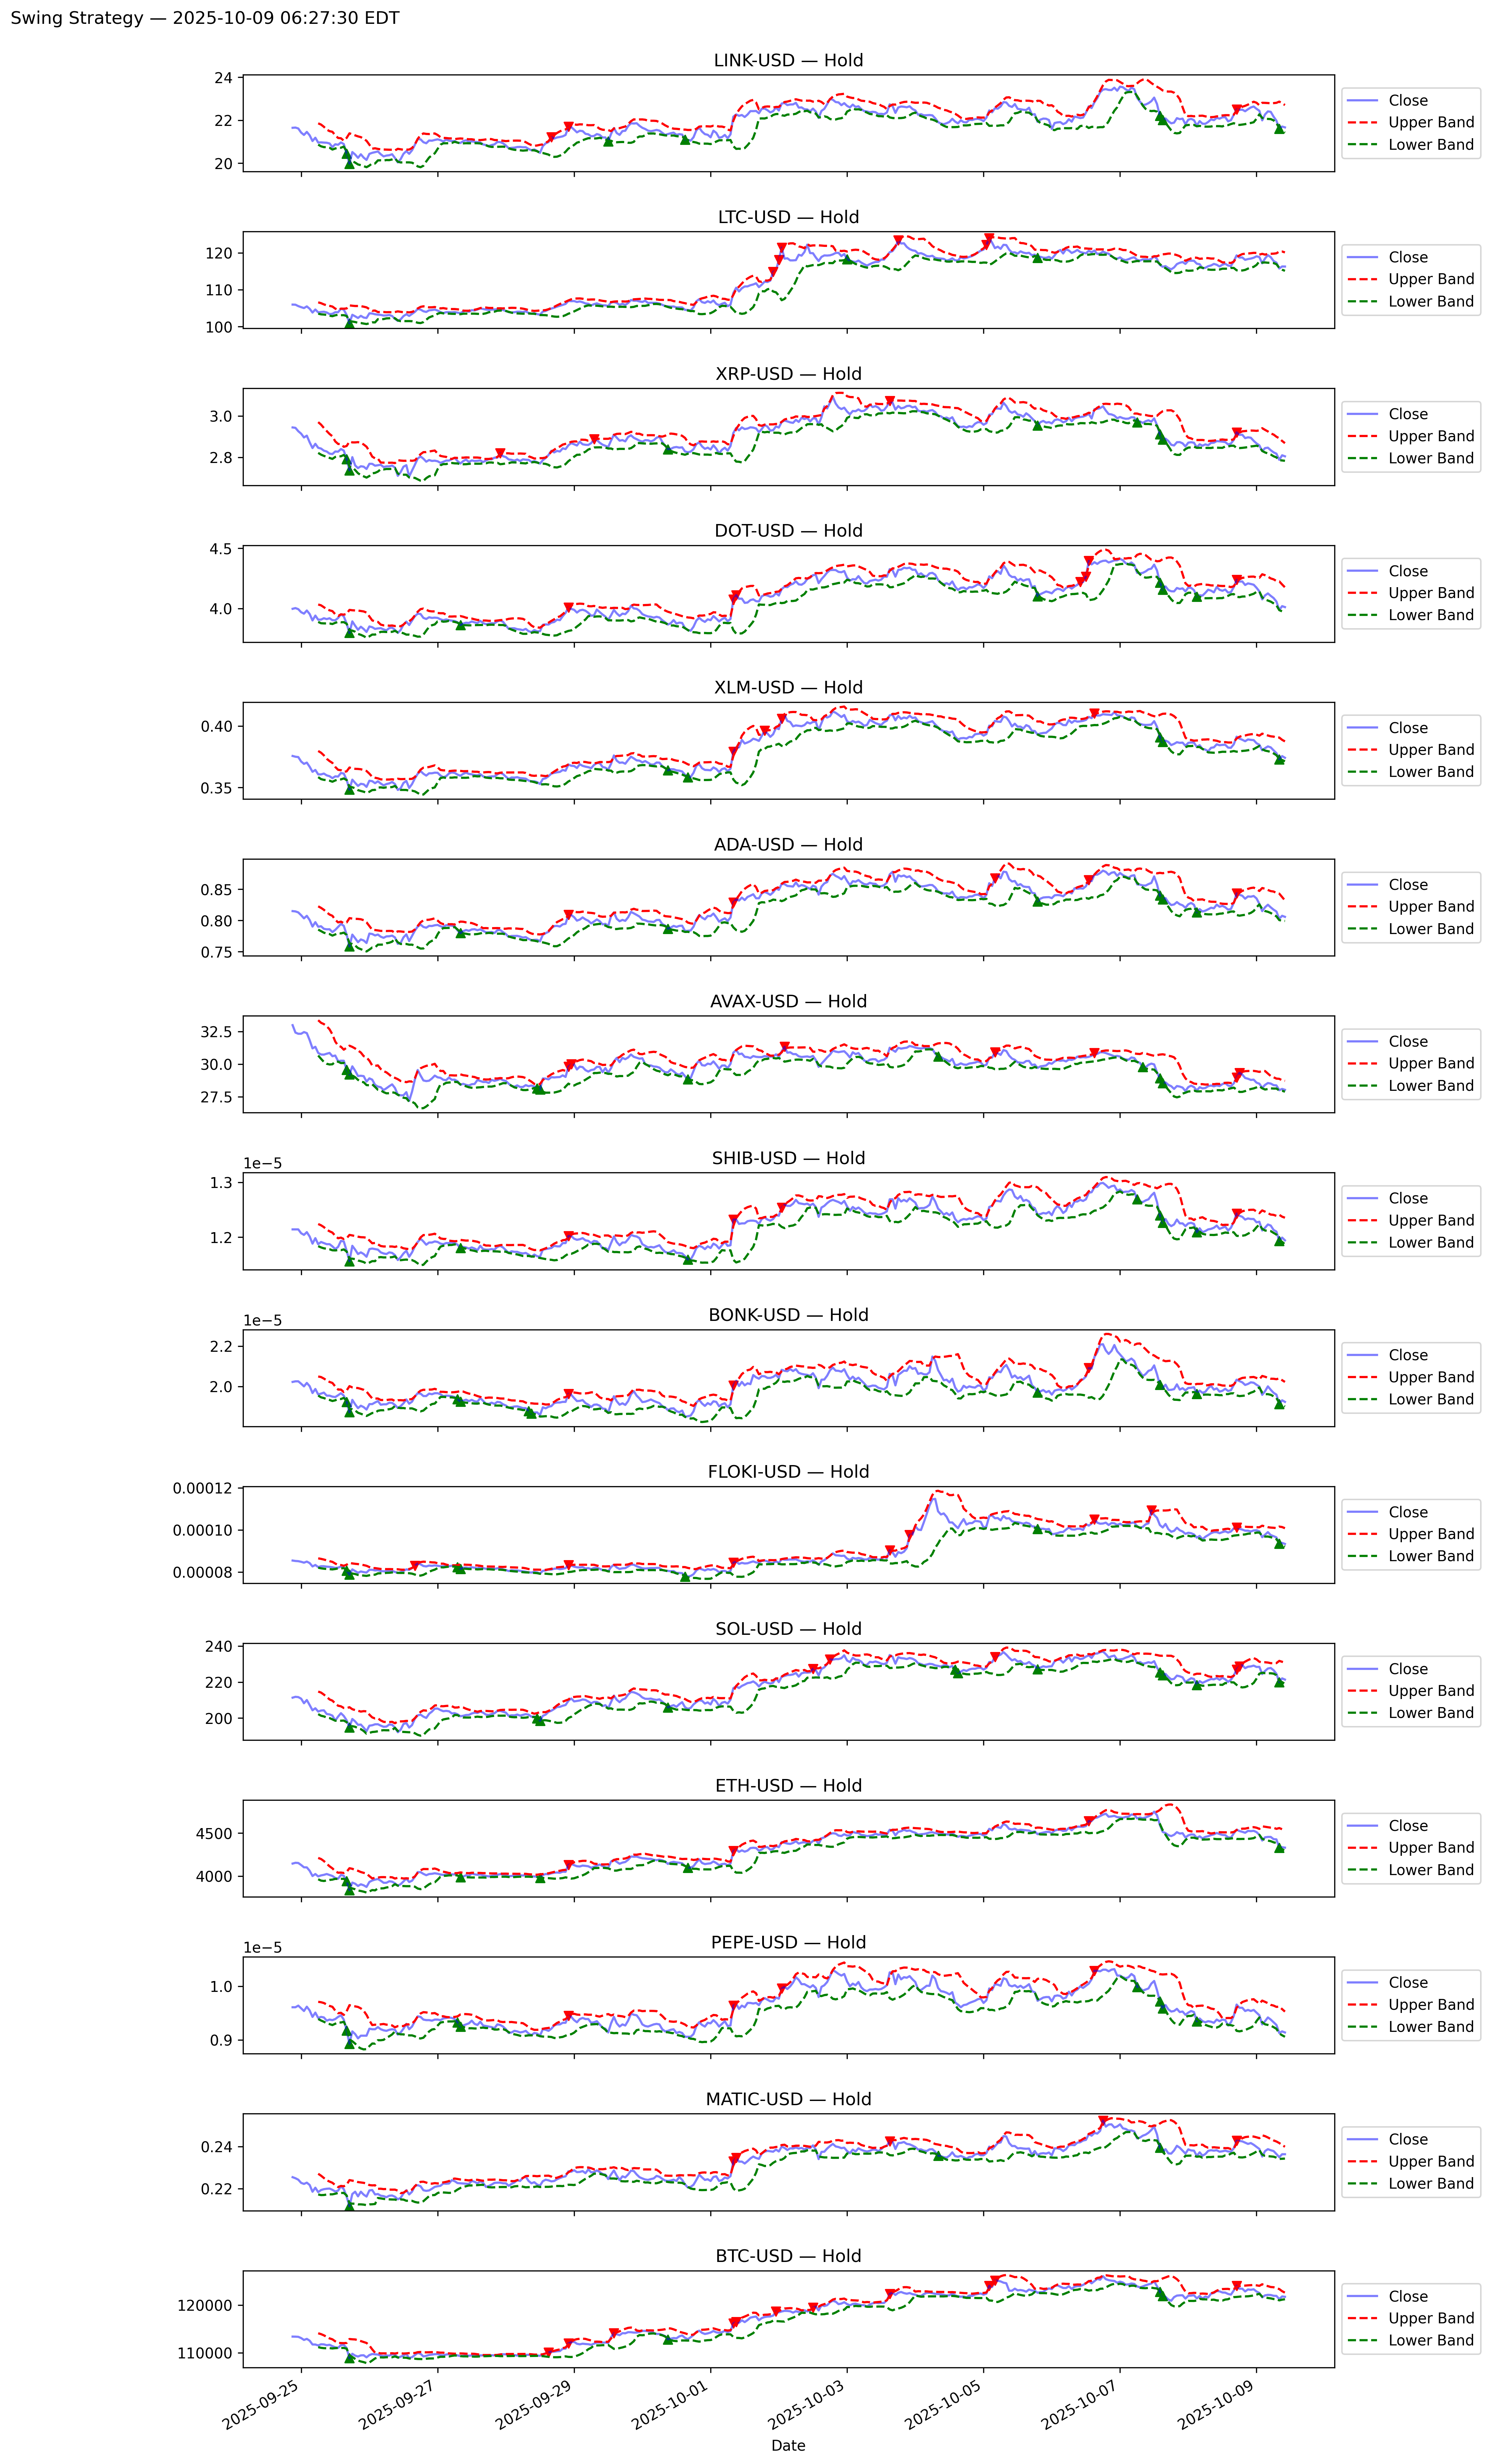 Swing Strategy — 2025-10-09 06:27:30 EDT
LINK-USD — Hold
24
22
20
Close
Upper Band
Lower Band
LTC-USD — Hold
120
110
100
Close
Upper Band
Lower Band
XRP-USD — Hold
3.0
2.8
Close
Upper Band
Lower Band
DOT-USD — Hold
4.5
4.0
Close
Upper Band
Lower Band
XLM-USD — Hold
0.40
0.35
Close
Upper Band
Lower Band
ADA-USD — Hold
0.85
0.80
0.75
Close
Upper Band
Lower Band
AVAX-USD — Hold
32.5
30.0
27.5
Close
Upper Band
Lower Band
SHIB-USD — Hold
1e−5
1.3
1.2
Close
Upper Band
Lower Band
BONK-USD — Hold
1e−5
2.2
2.0
Close
Upper Band
Lower Band
FLOKI-USD — Hold
0.00012
0.00010
0.00008
Close
Upper Band
Lower Band
SOL-USD — Hold
240
220
200
Close
Upper Band
Lower Band
ETH-USD — Hold
4500
4000
Close
Upper Band
Lower Band
PEPE-USD — Hold
1e−5
1.0
0.9
Close
Upper Band
Lower Band
MATIC-USD — Hold
0.24
0.22
Close
Upper Band
Lower Band
BTC-USD — Hold
120000
110000
Close
Upper Band
Lower Band
2025-09-25
2025-09-27
2025-09-29
2025-10-01
2025-10-03
2025-10-05
2025-10-07
2025-10-09
Date